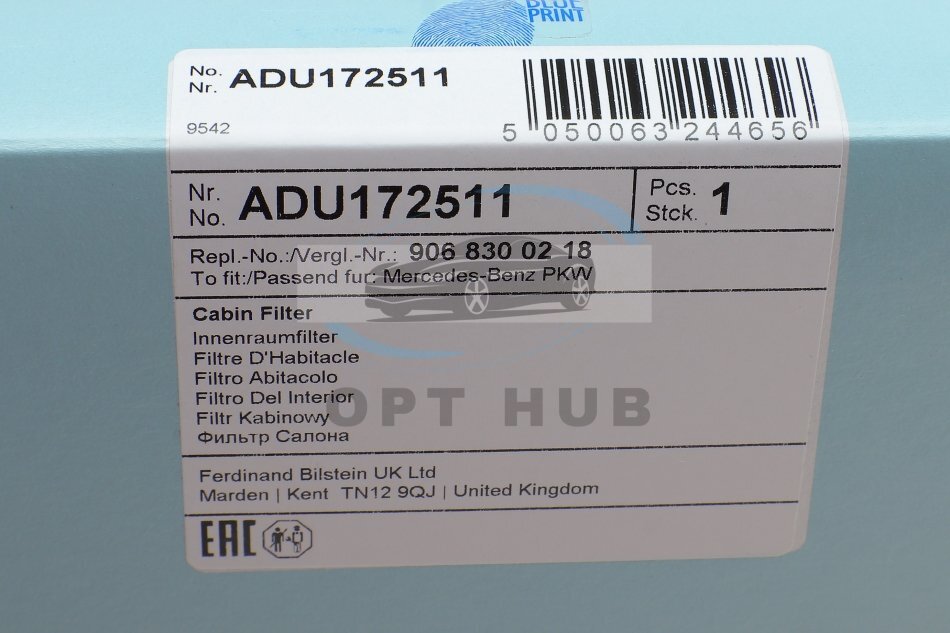 BLUE
PRINT
No.
Nr. ADU172511
9542
5 050063 244656
Nr.
No. ADU172511
Pcs.
Stck. 1
Repl.-No.:/Vergl.-Nr.: 906 830 02 18
To fit:/Passend fur: Mercedes-Benz PKW
Cabin Filter
Innenraumfilter
Filtre D'Habitacle
Filtro Abitacolo
Filtro Del Interior
Filtr Kabinowy
Фильтр Салона
OPT HUB
Ferdinand Bilstein UK Ltd
Marden | Kent TN12 9QJ | United Kingdom
EAC